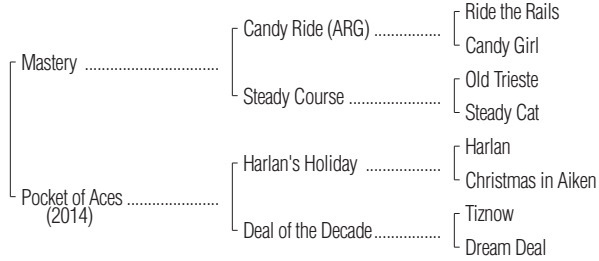 Ride the Rails
Candy Ride (ARG) ................
Candy Girl
Mastery ..................................
Old Trieste
Steady Course .......................
Steady Cat
Harlan
Harlan's Holiday ..................
Christmas in Aiken
Pocket of Aces .......................
(2014)
Tiznow
Deal of the Decade ................
Dream Deal